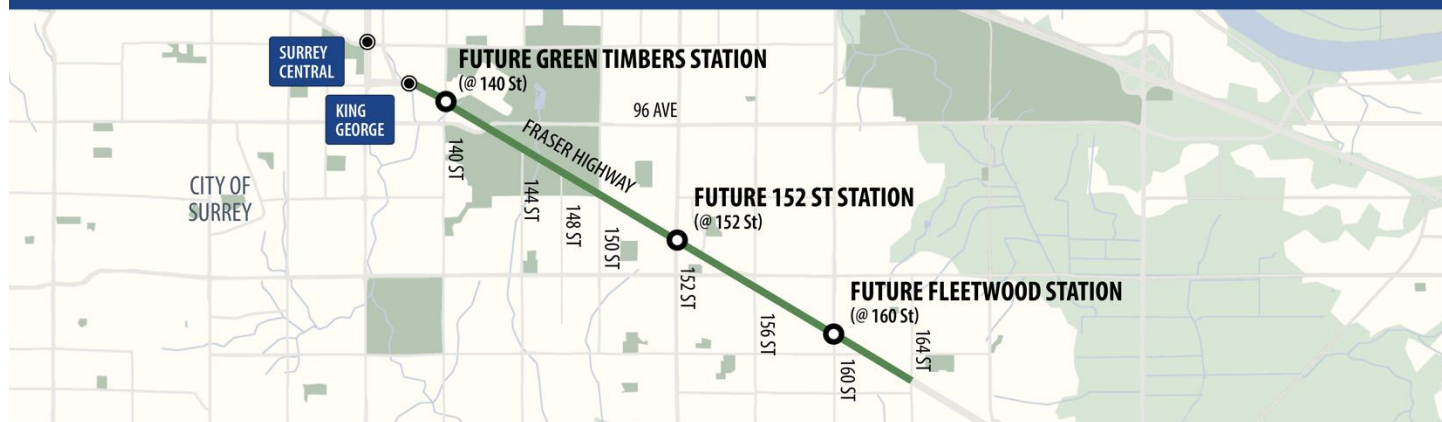 SURREY
CENTRAL
FUTURE GREEN TIMBERS STATION
(@ 140 St)
KING
GEORGE
96 AVE
FRASER HIGHWAY
140 ST
CITY OF
SURREY
144 ST
148 ST
150 ST
FUTURE 152 ST STATION
(@ 152 St)
152 ST
FUTURE FLEETWOOD STATION
(@ 160 St)
156 ST
160 ST
164 ST